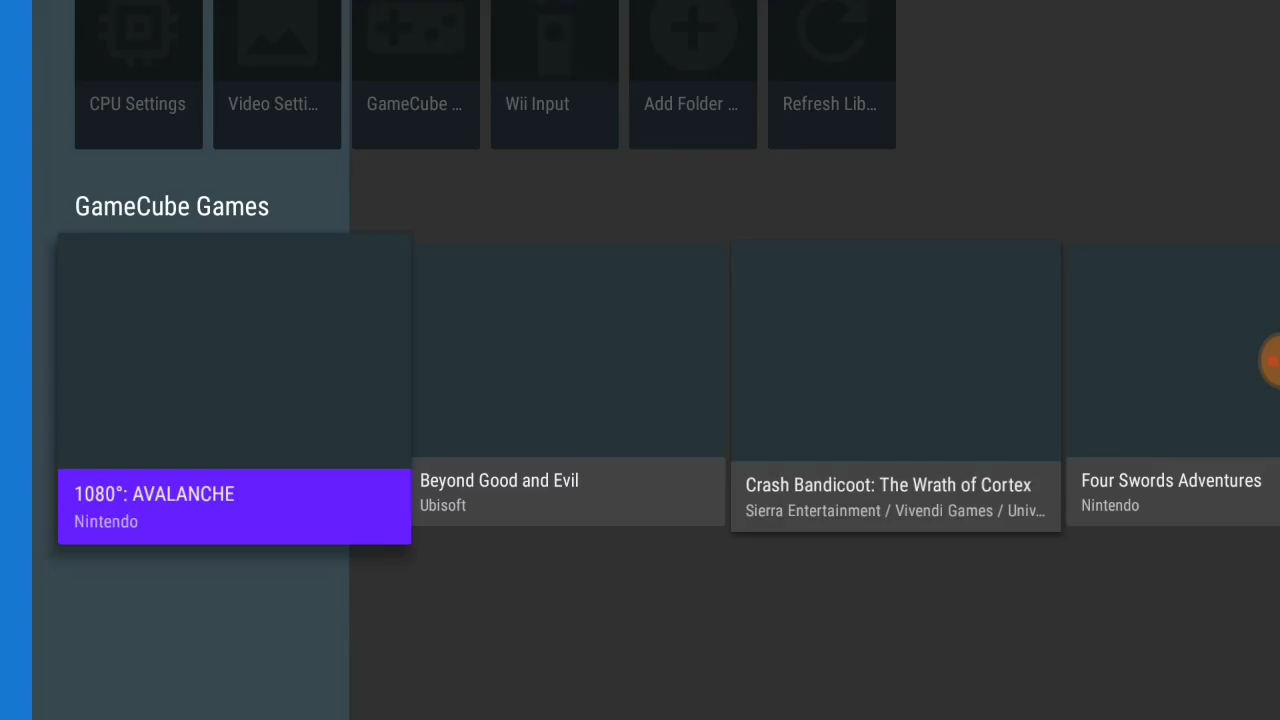 CPU Settings
Video Setti...
GameCube ...
Wii Input
Add Folder ...
Refresh Lib...
GameCube Games
1080°: AVALANCHE
Nintendo
Beyond Good and Evil
Ubisoft
Crash Bandicoot: The Wrath of Cortex
Sierra Entertainment / Vivendi Games / Univ...
Four Swords Adventures
Nintendo